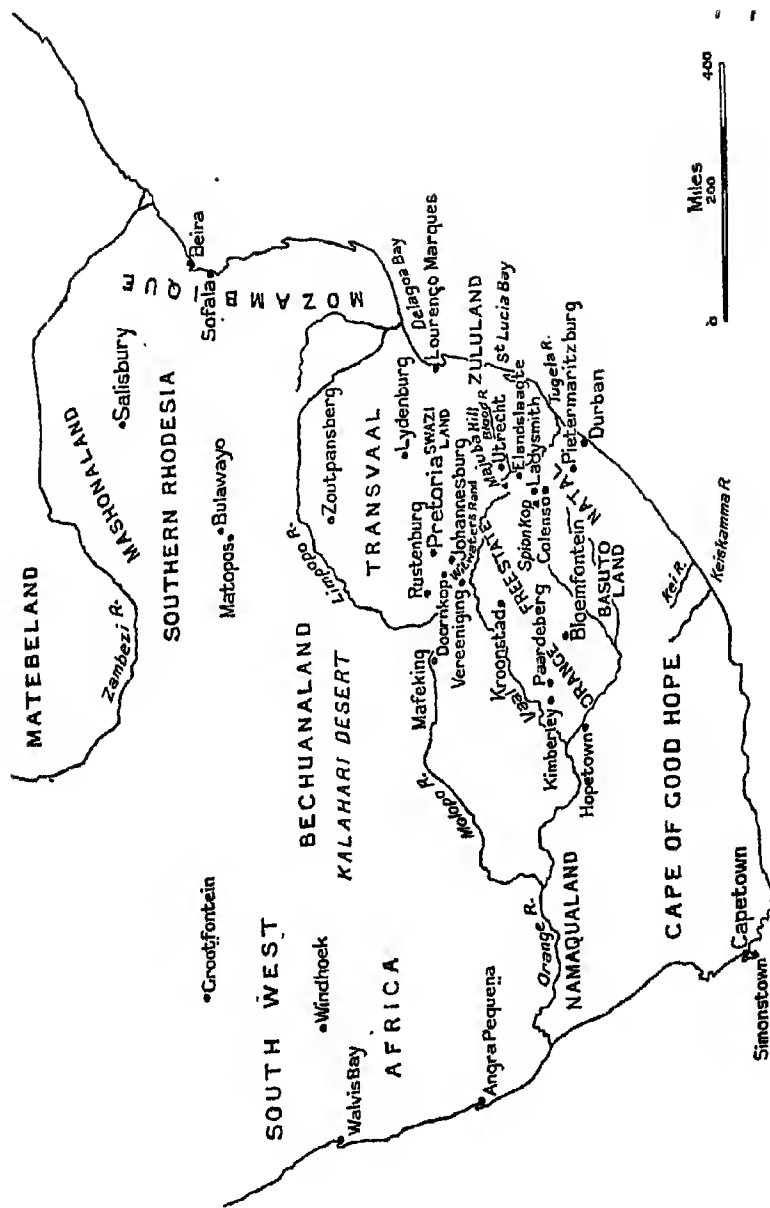 MATEBELAND
Zambezi R.
MASHONALAND
Salisbury
SOUTHERN RHODESIA
Beira
Sofala
MOZAMBIQUE
Matopos
Bulawayo
Grootfontein
SOUTH WEST
AFRICA
Windhoek
Walvis Bay
BECHUANALAND
KALAHARI DESERT
Limpopo R.
Zoutpansberg
TRANSVAAL
Lydenburg
Delagoa Bay
Lourenço Marques
Rustenburg
Pretoria
SWAZI
LAND
Doornkop
Johannesburg
Witwaters Rand
Vereeniging
Mafeking
Molopo R.
Angra Pequena
ZULULAND
St Lucia Bay
Majuba Hill
Blood R
Utrecht
Elandslaagte
Ladysmith
Tugela R.
Spion Kop
Colenso
NATAL
Pietermaritzburg
Durban
Vaal
Kroonstad
ORANGE FREE STATE
Paardeberg
Kimberley
Bloemfontein
BASUTO
LAND
Hopetown
Orange R.
NAMAQUALAND
Kei R.
Keiskamma R
CAPE OF GOOD HOPE
Capetown
Simonstown
Miles
0 200 400